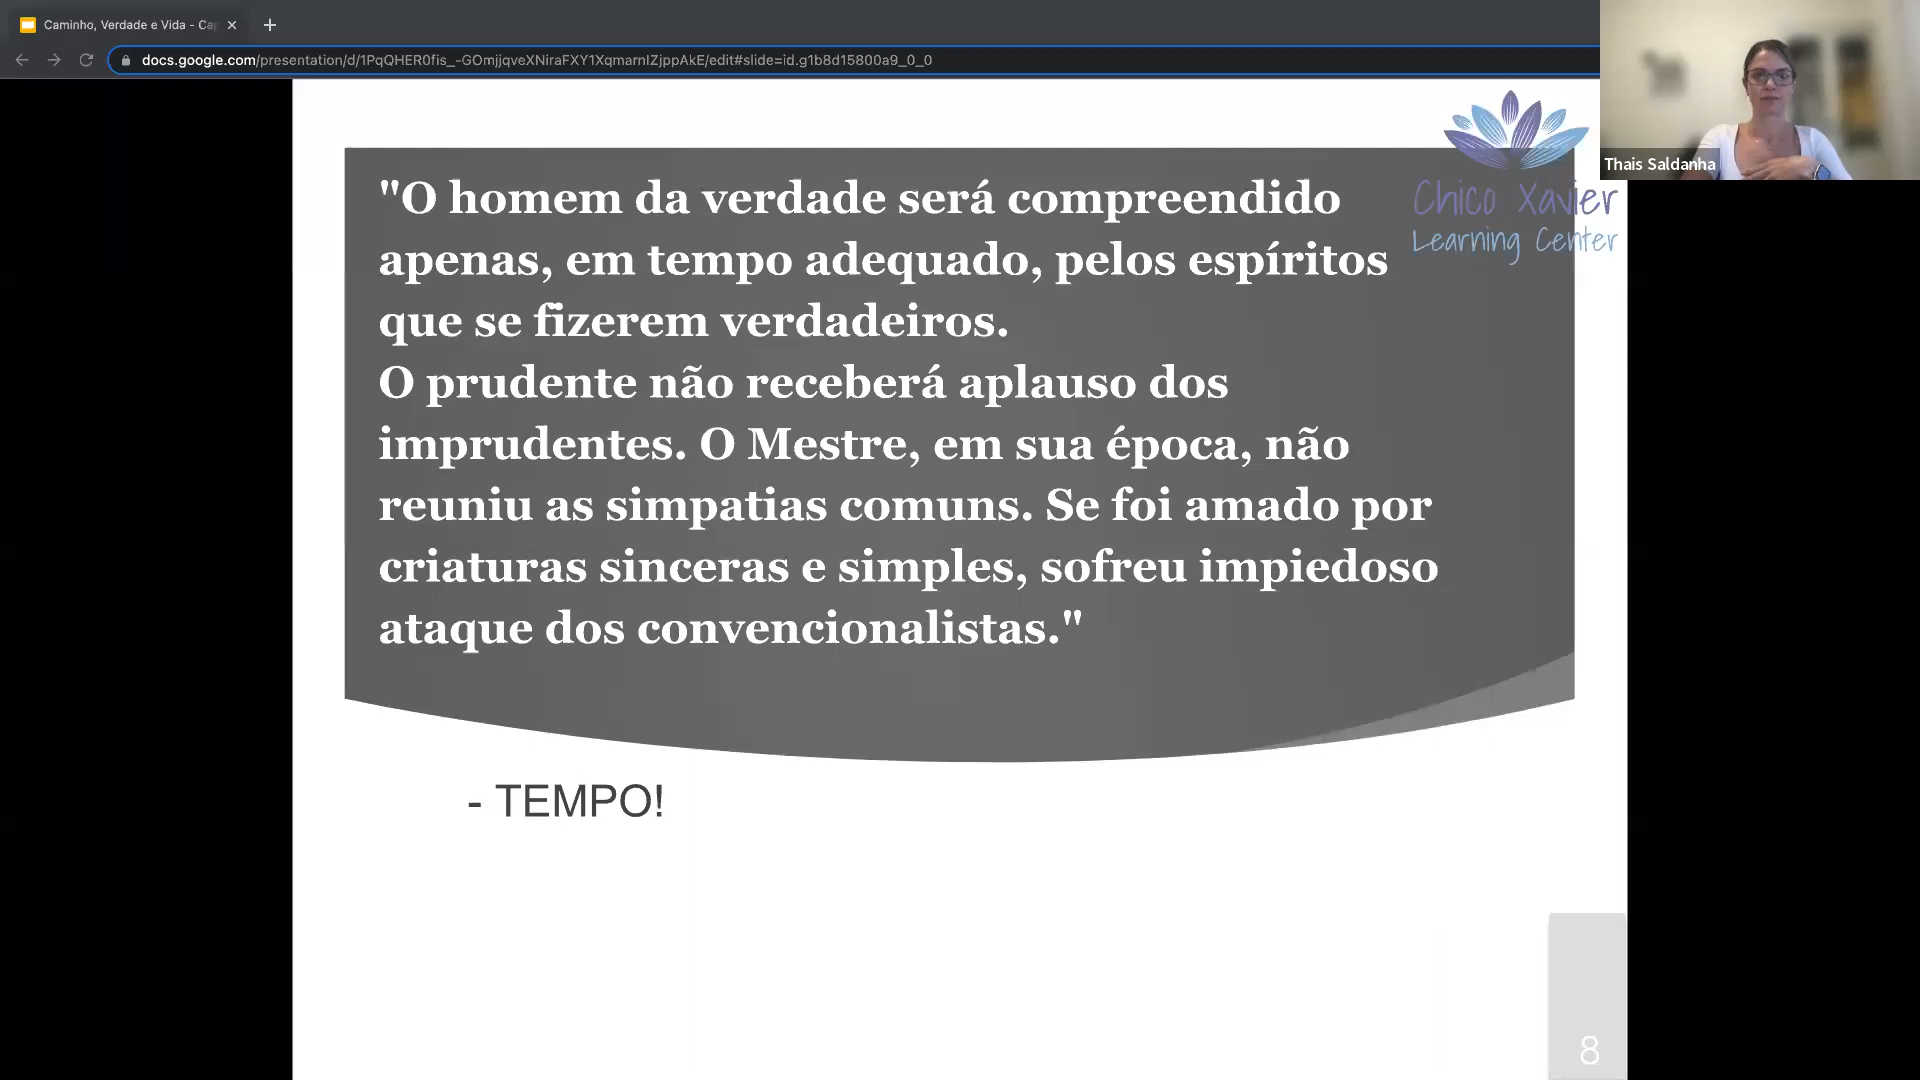 Caminho, Verdade e Vida - Ca
docs.google.com/presentation/d/1PqQHER0fis_-GOmjjqveXNiraFXY1XqmarnIZjppAkE/edit#slide=id.g1b8d15800a9_0_0
Thais Saldanha
Chico Xavier
Learning Center
"O homem da verdade será compreendido
apenas, em tempo adequado, pelos espíritos
que se fizerem verdadeiros.
O prudente não receberá aplauso dos
imprudentes. O Mestre, em sua época, não
reuniu as simpatias comuns. Se foi amado por
criaturas sinceras e simples, sofreu impiedoso
ataque dos convencionalistas."
- TEMPO!
8